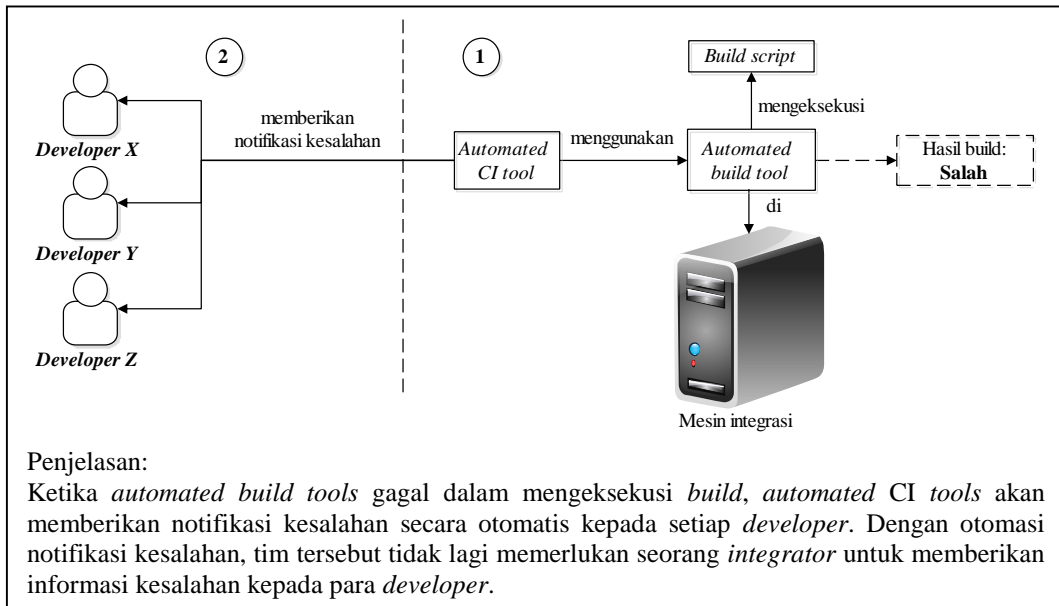 2
1
Build script
mengeksekusi
memberikan
notifikasi kesalahan
Developer X
Automated
CI tool
menggunakan
Automated
build tool
Hasil build:
Salah
di
Developer Y
Developer Z
Mesin integrasi
Penjelasan:
Ketika automated build tools gagal dalam mengeksekusi build, automated CI tools akan
memberikan notifikasi kesalahan secara otomatis kepada setiap developer. Dengan otomasi
notifikasi kesalahan, tim tersebut tidak lagi memerlukan seorang integrator untuk memberikan
informasi kesalahan kepada para developer.